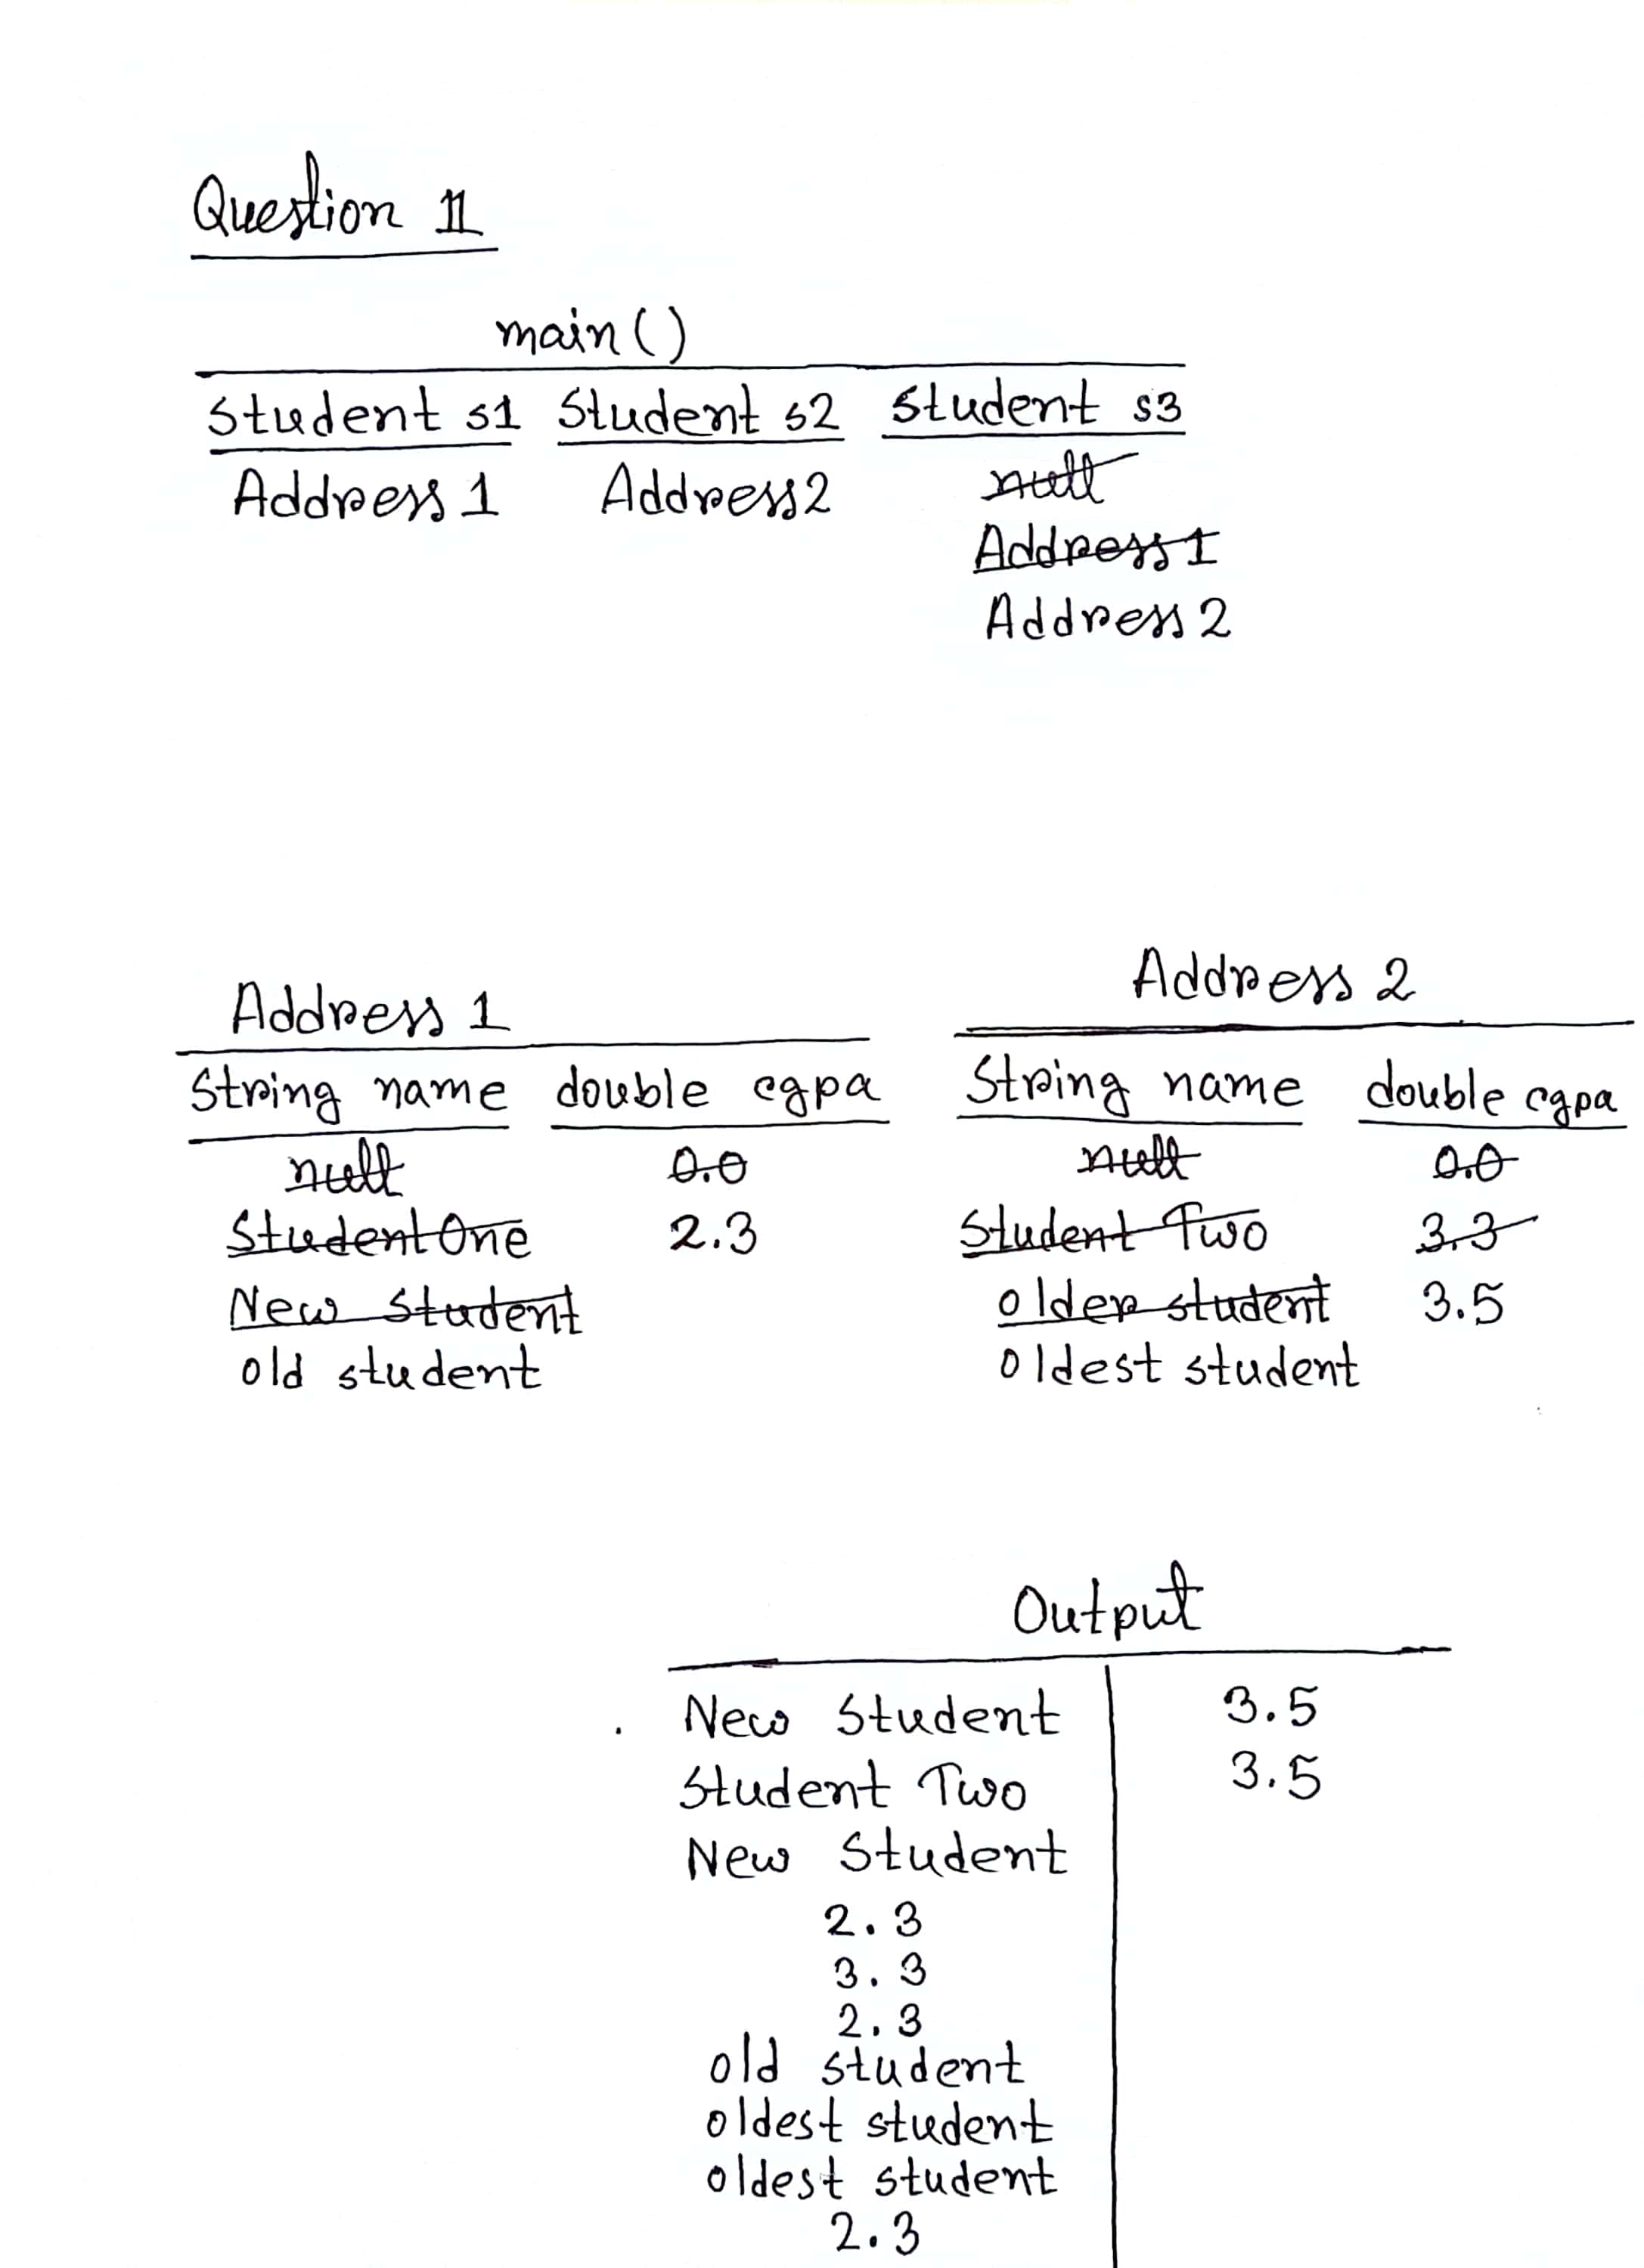 Question 11
main()
Student s1 Student s2 Student s3
Address 1 Address2 null
Address 1
Address 2
Address 1
String name double cgpa
null 0.0
Student One 2.3
New Student
old student
Address 2
String name double cgpa
null 0.0
Student Two 3.3
older student 3.5
oldest student
Output
New Student 3.5
Student Two 3.5
New Student
2.3
3.3
2.3
old student
oldest student
oldest student
2.3